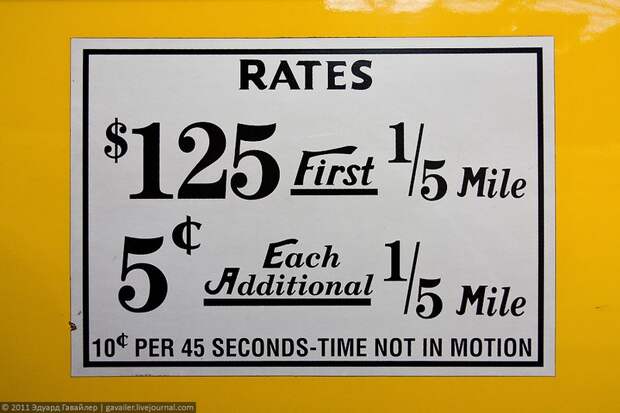 RATES
$125 First 1/5 Mile
5¢ Each Additional 1/5 Mile
10¢ PER 45 SECONDS-TIME NOT IN MOTION
© 2011 Эдуард Гавайлер | gavailer.livejournal.com